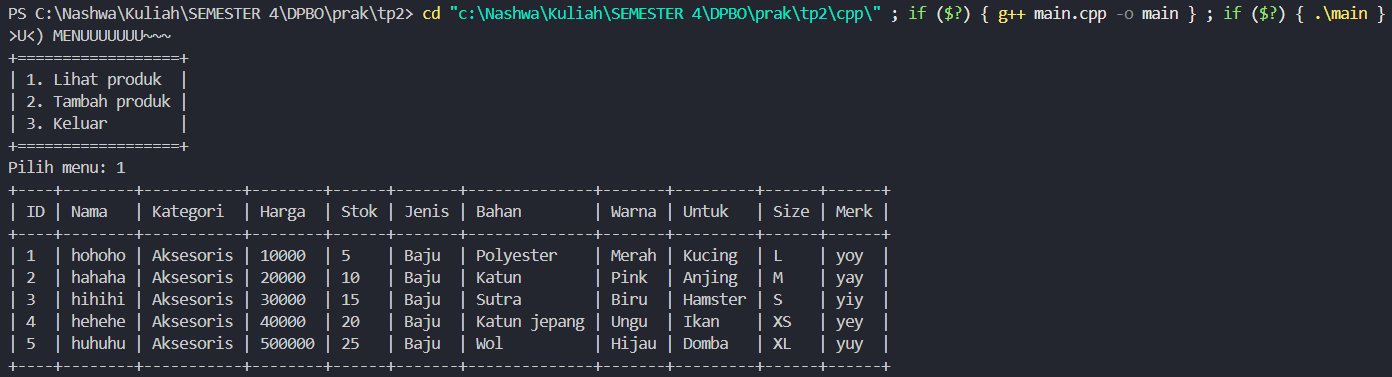 PS C:\Nashwa\Kuliah\SEMESTER 4\DPBO\prak\tp2> cd "c:\Nashwa\Kuliah\SEMESTER 4\DPBO\prak\tp2\cpp\" ; if ($?) { g++ main.cpp -o main } ; if ($?) { .\main }
>U<) MENUUUUUUU~~~
+==================+
| 1. Lihat produk  |
| 2. Tambah produk |
| 3. Keluar        |
+==================+
Pilih menu: 1
+----+--------+-----------+--------+------+-------+--------------+-------+---------+------+------+
| ID | Nama   | Kategori  | Harga  | Stok | Jenis | Bahan        | Warna | Untuk   | Size | Merk |
+----+--------+-----------+--------+------+-------+--------------+-------+---------+------+------+
| 1  | hohoho | Aksesoris | 10000  | 5    | Baju  | Polyester    | Merah | Kucing  | L    | yoy  |
| 2  | hahaha | Aksesoris | 20000  | 10   | Baju  | Katun        | Pink  | Anjing  | M    | yay  |
| 3  | hihihi | Aksesoris | 30000  | 15   | Baju  | Sutra        | Biru  | Hamster | S    | yiy  |
| 4  | hehehe | Aksesoris | 40000  | 20   | Baju  | Katun jepang | Ungu  | Ikan    | XS   | yey  |
| 5  | huhuhu | Aksesoris | 500000 | 25   | Baju  | Wol          | Hijau | Domba   | XL   | yuy  |
+----+--------+-----------+--------+------+-------+--------------+-------+---------+------+------+